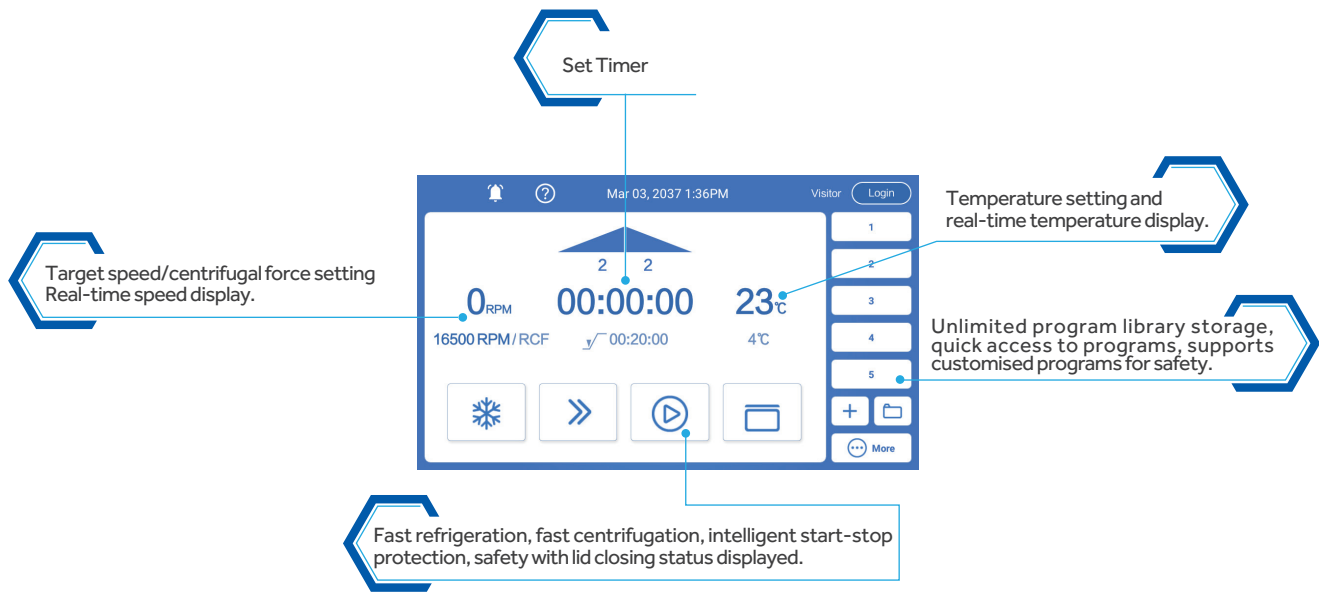 Set Timer
Mar 03, 2037 1:36PM
Visitor
Login
Temperature setting and
real-time temperature display.
Target speed/centrifugal force setting
Real-time speed display.
2 2
0RPM
00:00:00
23℃
16500 RPM/RCF
00:20:00
4℃
1
2
3
4
5
More
Unlimited program library storage,
quick access to programs, supports
customised programs for safety.
Fast refrigeration, fast centrifugation, intelligent start-stop
protection, safety with lid closing status displayed.